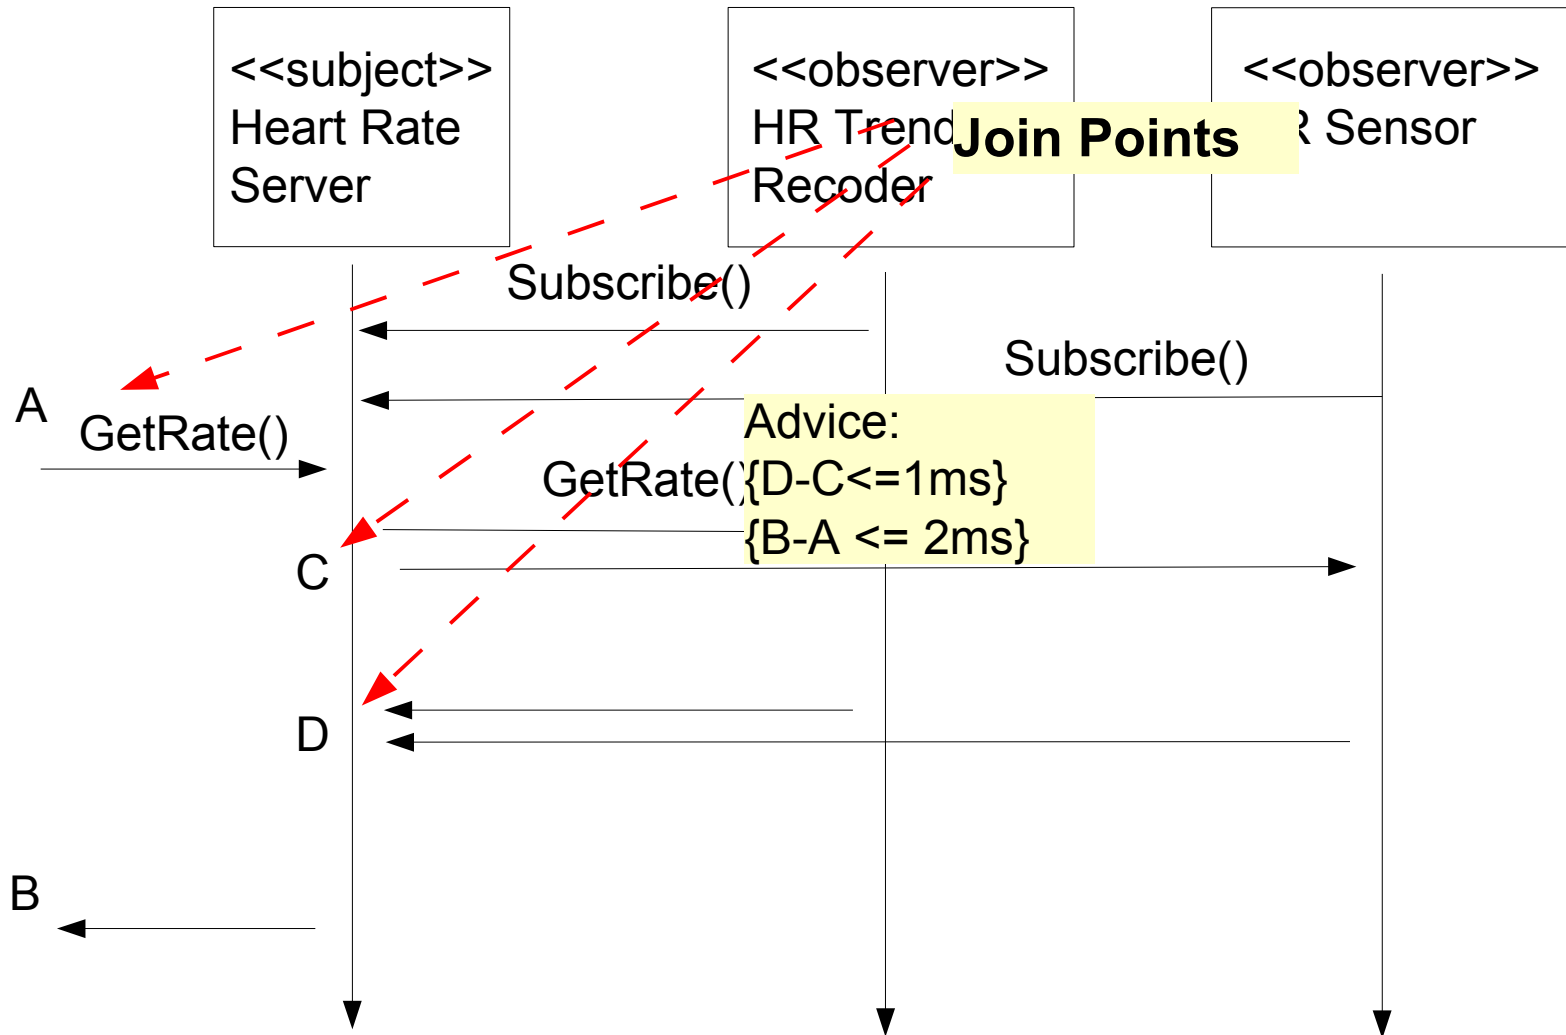 <<subject>>
Heart Rate
Server
<<observer>>
HR Trend
Recoder
<<observer>>
R Sensor
Join Points
Subscribe()
Subscribe()
A
GetRate()
GetRate()
Advice:
{D-C<=1ms}
{B-A <= 2ms}
C
D
B